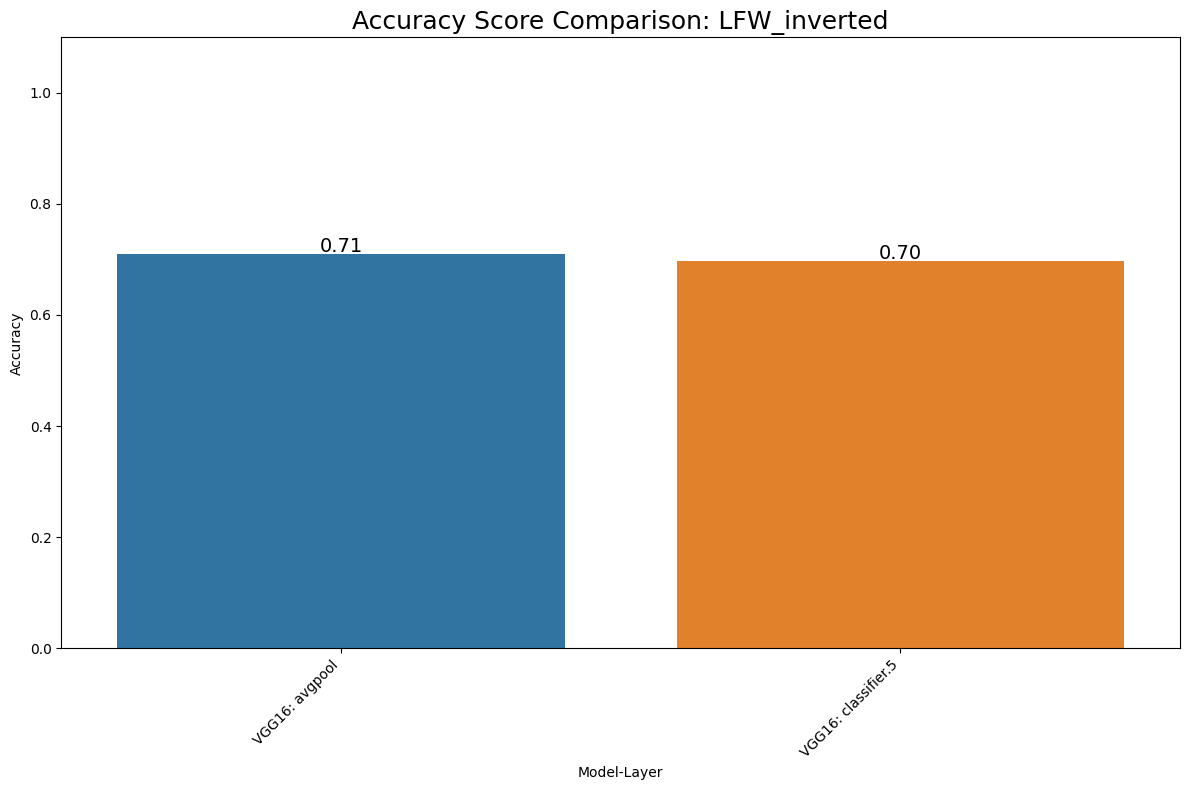 Accuracy Score Comparison: LFW_inverted
1.0
0.8
0.6
0.4
0.2
0.0
Accuracy
0.71
0.70
VGG16: avgpool
VGG16: classifier.5
Model-Layer